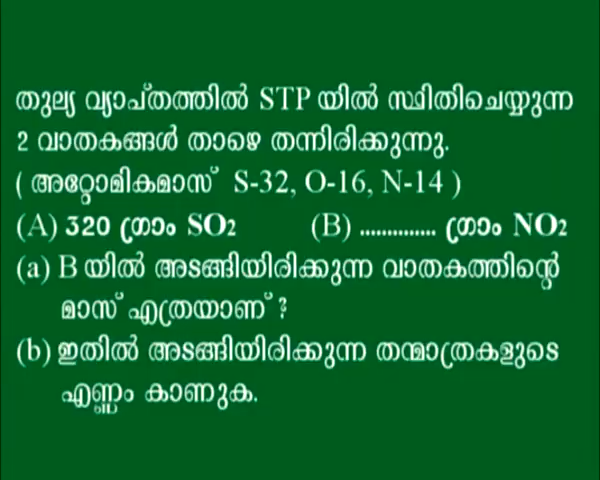 തുല്യ വ്യാപ്തത്തിൽ STP യിൽ സ്ഥിതിചെയ്യുന്ന
2 വാതകങ്ങൾ താഴെ തന്നിരിക്കുന്നു.
( അറ്റോമികമാസ് S-32, O-16, N-14 )
(A) 320 ഗ്രാം SO2 (B) .............. ഗ്രാം NO2
(a) B യിൽ അടങ്ങിയിരിക്കുന്ന വാതകത്തിന്റെ
മാസ് എത്രയാണ് ?
(b) ഇതിൽ അടങ്ങിയിരിക്കുന്ന തന്മാത്രകളുടെ
എണ്ണം കാണുക.